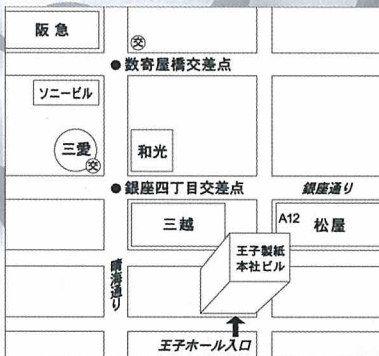 阪急
交
●数寄屋橋交差点
ソニービル
三愛
交
和光
●銀座四丁目交差点
銀座通り
三越
A12
松屋
晴海通り
王子製紙
本社ビル
王子ホール入口